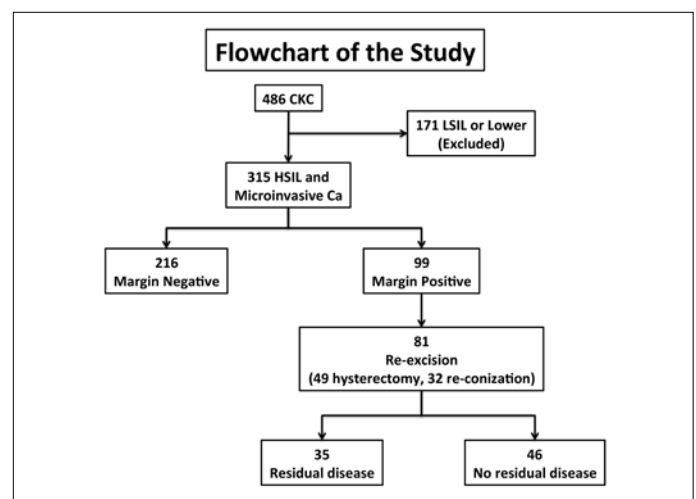 Flowchart of the Study
486 CKC
171 LSIL or Lower
(Excluded)
315 HSIL and
Microinvasive Ca
216
Margin Negative
99
Margin Positive
81
Re-excision
(49 hysterectomy, 32 re-conization)
35
Residual disease
46
No residual disease